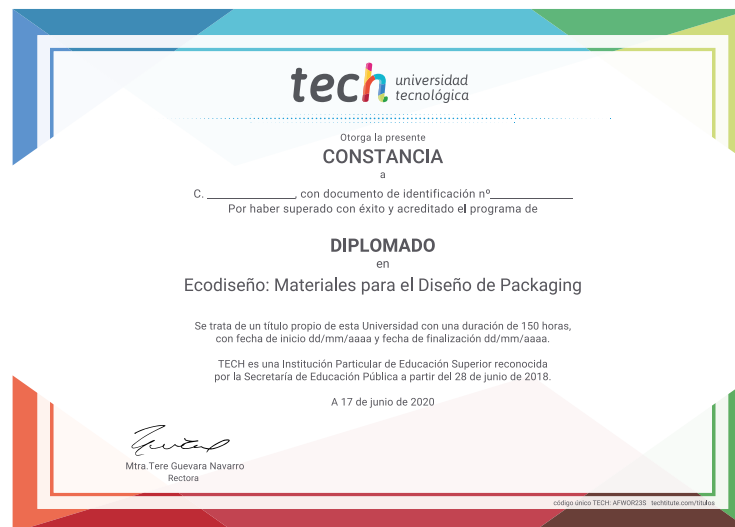 tech universidad
tecnológica
Otorga la presente
CONSTANCIA
a
C. ________________, con documento de identificación nº______________
Por haber superado con éxito y acreditado el programa de
DIPLOMADO
en
Ecodiseño: Materiales para el Diseño de Packaging
Se trata de un título propio de esta Universidad con una duración de 150 horas,
con fecha de inicio dd/mm/aaaa y fecha de finalización dd/mm/aaaa.
TECH es una Institución Particular de Educación Superior reconocida
por la Secretaría de Educación Pública a partir del 28 de junio de 2018.
A 17 de junio de 2020
Mtra.Tere Guevara Navarro
Rectora
código único TECH: AFWOR23S techtitute.com/titulos